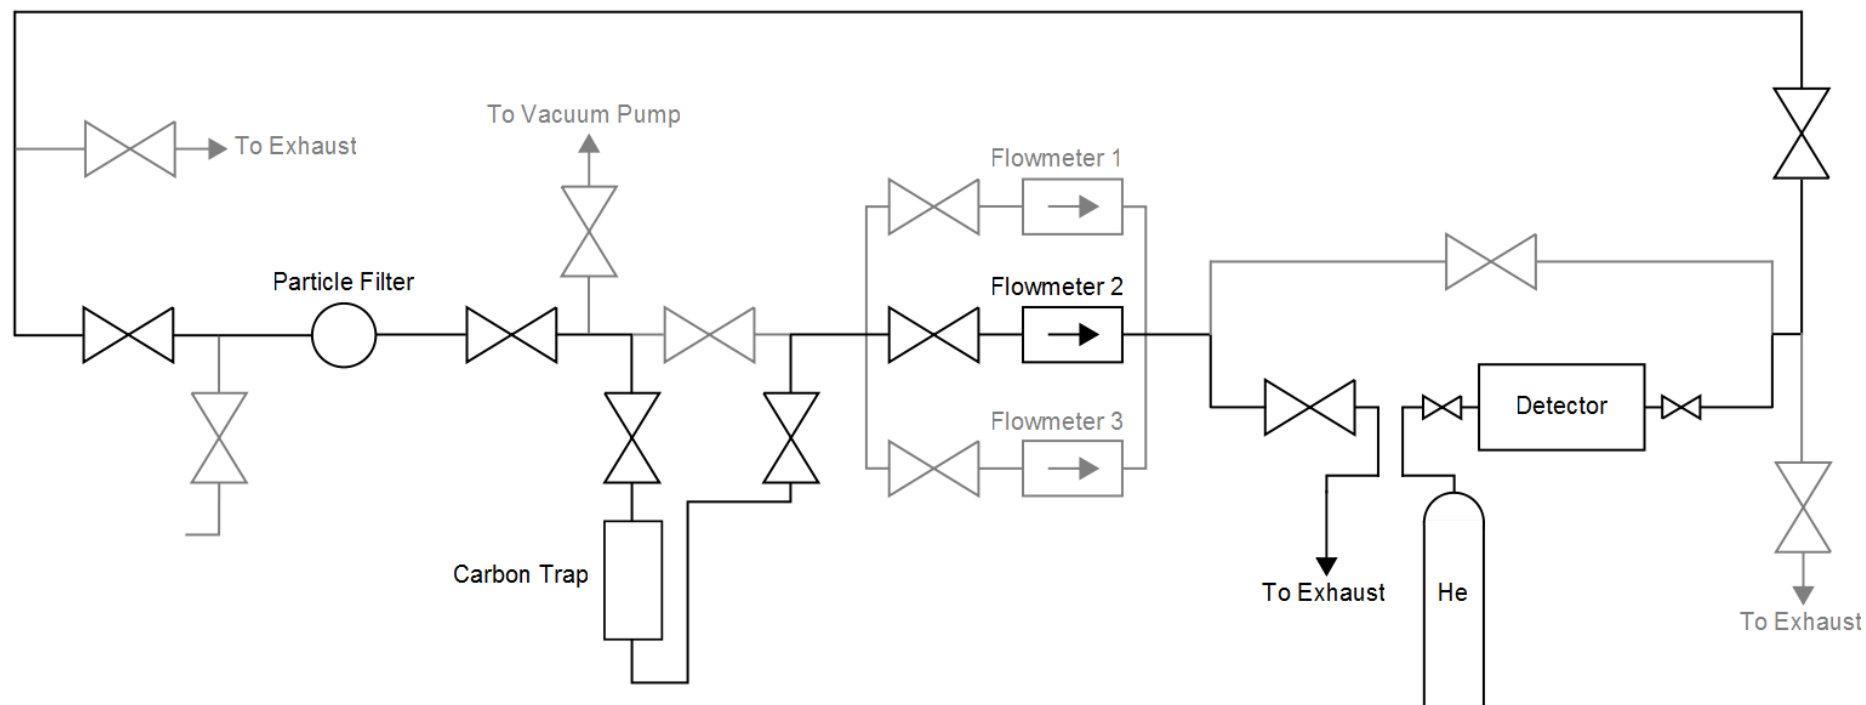 To Vacuum Pump
To Exhaust
Flowmeter 1
Particle Filter
Flowmeter 2
Detector
Flowmeter 3
Carbon Trap
To Exhaust
He
To Exhaust